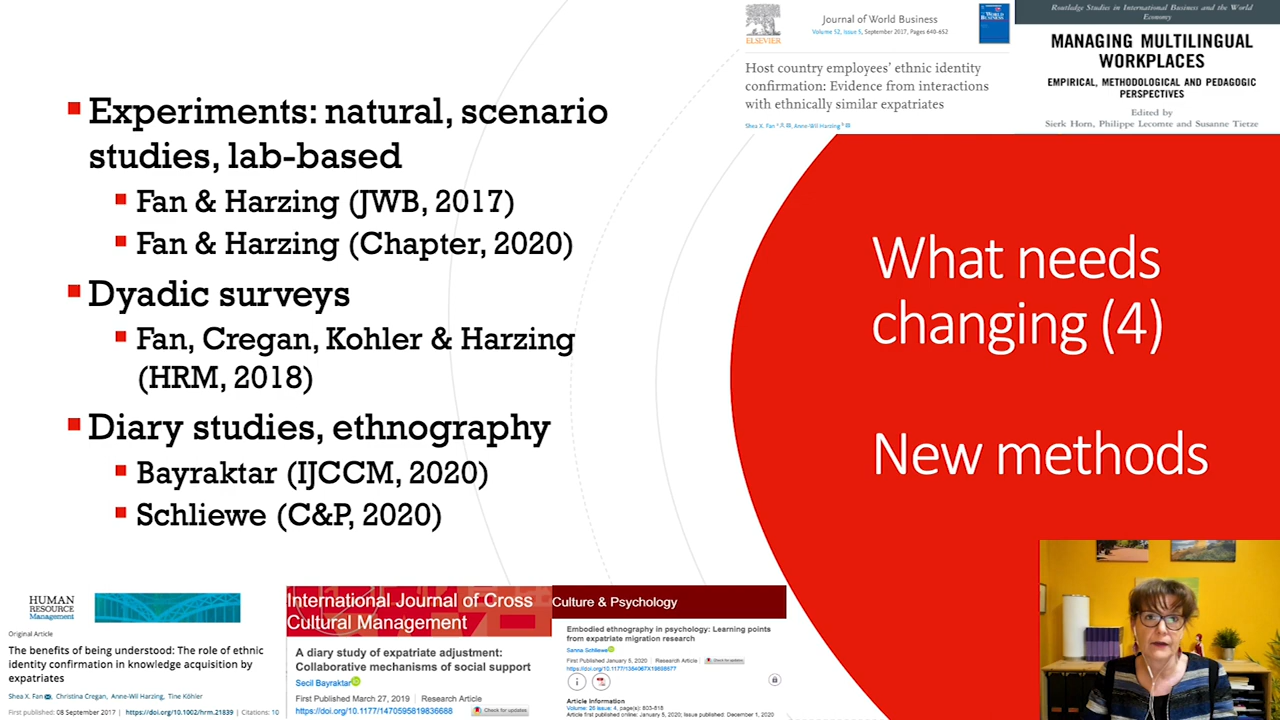 Experiments: natural, scenario
studies, lab-based
Fan & Harzing (JWB, 2017)
Fan & Harzing (Chapter, 2020)
Dyadic surveys
Fan, Cregan, Kohler & Harzing
(HRM, 2018)
Diary studies, ethnography
Bayraktar (IJCCM, 2020)
Schliewe (C&P, 2020)
ELSEVIER
Journal of World Business
Volume 52, Issue 5, September 2017, Pages 640-652
Host country employees' ethnic identity
confirmation: Evidence from interactions
with ethnically similar expatriates
Shea X. Fan, Anne-Wil Harzing
Routledge Studies in International Business and the World
Economy
MANAGING MULTILINGUAL
WORKPLACES
EMPIRICAL, METHODOLOGICAL AND PEDAGOGIC
PERSPECTIVES
Edited by
Sierk Horn, Philippe Lecomte and Susanne Tietze
What needs
changing (4)
New methods
HUMAN
RESOURCE
Management
Original Article
The benefits of being understood: The role of ethnic
identity confirmation in knowledge acquisition by
expatriates
Shea X. Fan, Christina Cregan, Anne-Wil Harzing, Tine Köhler
First published: 08 September 2017 | https://doi.org/10.1002/hrm.21839 | Citations: 10
International Journal of Cross
Cultural Management
A diary study of expatriate adjustment:
Collaborative mechanisms of social support
Secil Bayraktar
First Published March 27, 2019 | Research Article
https://doi.org/10.1177/1470595819836688
Check for updates
Culture & Psychology
Embodied ethnography in psychology: Learning points
from expatriate migration research
Sanna Schliewe
First Published January 5, 2020 | Research Article
Check for updates
https://doi.org/10.1177/1354067X19898677
Article Information
Volume: 26 issue: 4, page(s): 803-818
Article first published online: January 5, 2020; Issue published: December 1, 2020